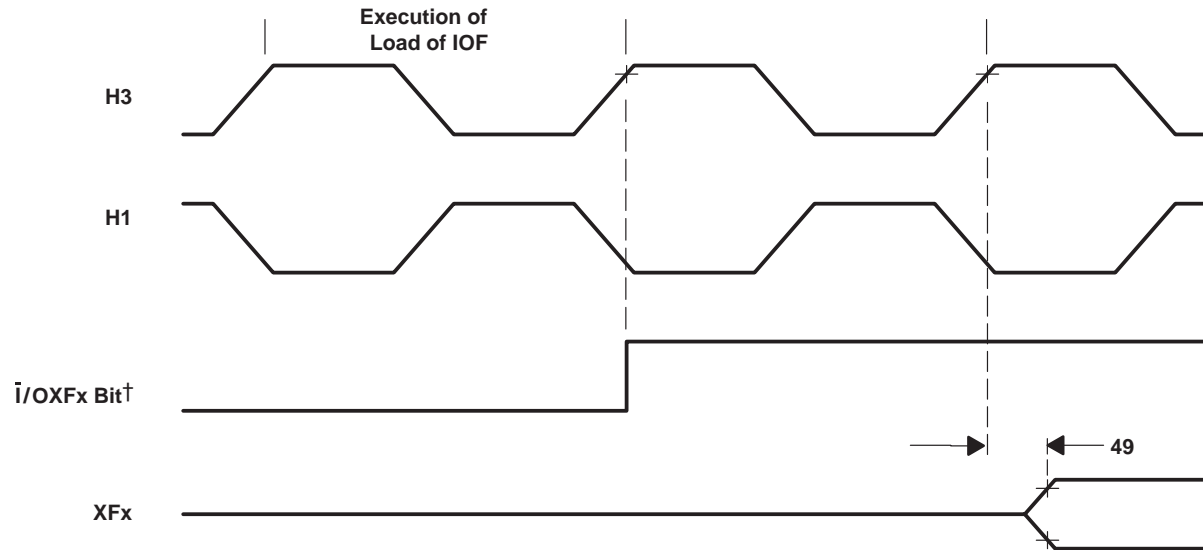 Execution of
Load of IOF
H3
H1
Ī/OXFx Bit†
49
XFx